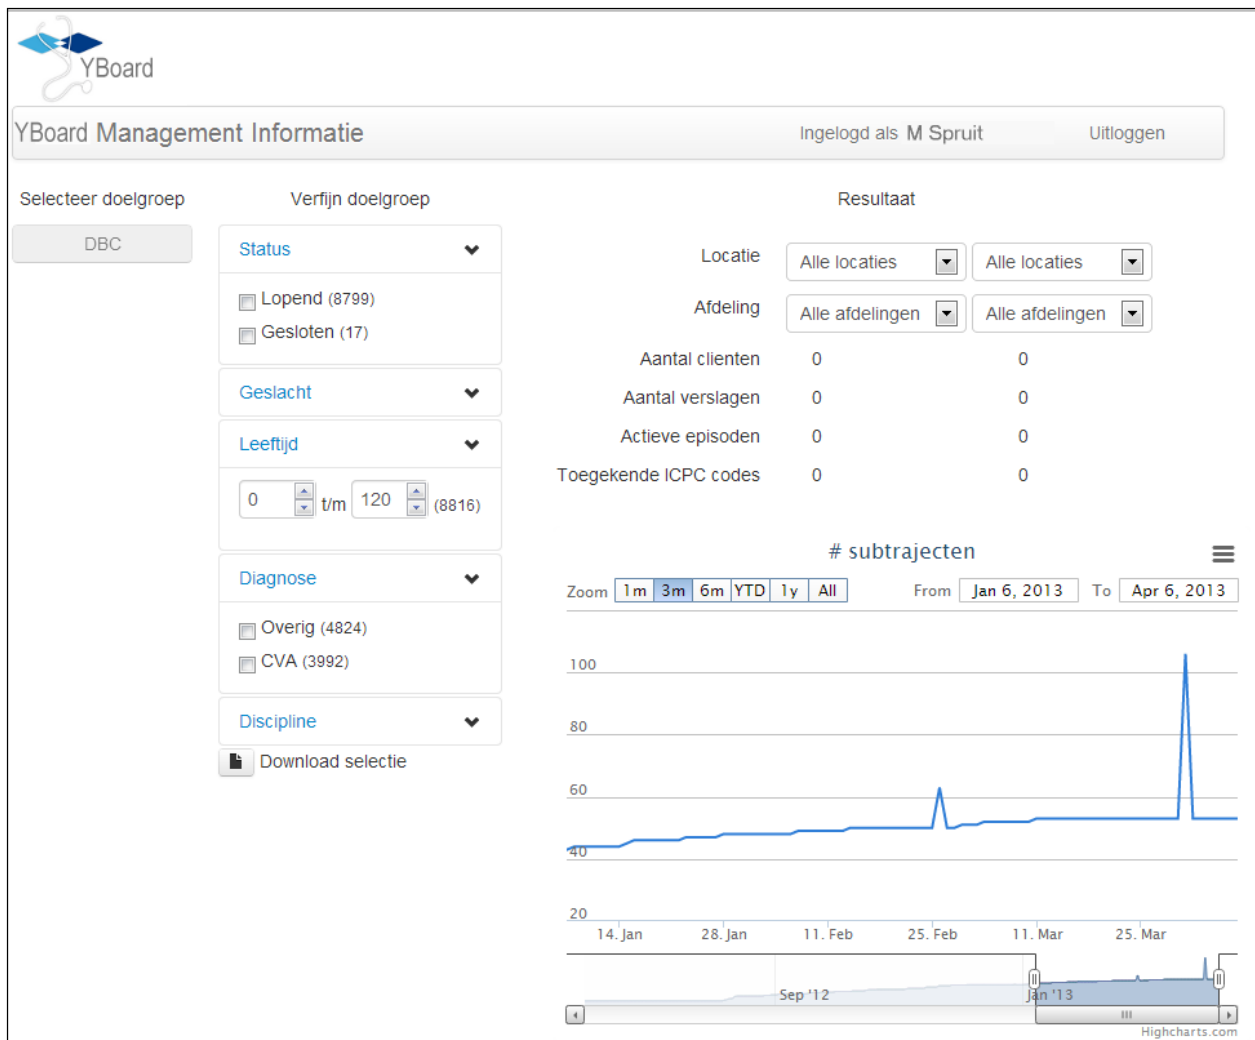 YBoard
YBoard Management Informatie Ingelogd als M Spruit Uitloggen
Selecteer doelgroep Verfijn doelgroep Resultaat
DBC
Status
Lopend (8799)
Gesloten (17)
Geslacht
Leeftijd
0 t/m 120 (8816)
Diagnose
Overig (4824)
CVA (3992)
Discipline
Download selectie
Locatie Alle locaties Alle locaties
Afdeling Alle afdelingen Alle afdelingen
Aantal clienten 0 0
Aantal verslagen 0 0
Actieve episoden 0 0
Toegekende ICPC codes 0 0
# subtrajecten
Zoom 1m 3m 6m YTD 1y All From Jan 6, 2013 To Apr 6, 2013
100
80
60
40
20
14. Jan 28. Jan 11. Feb 25. Feb 11. Mar 25. Mar
Sep '12 Jan '13
Highcharts.com